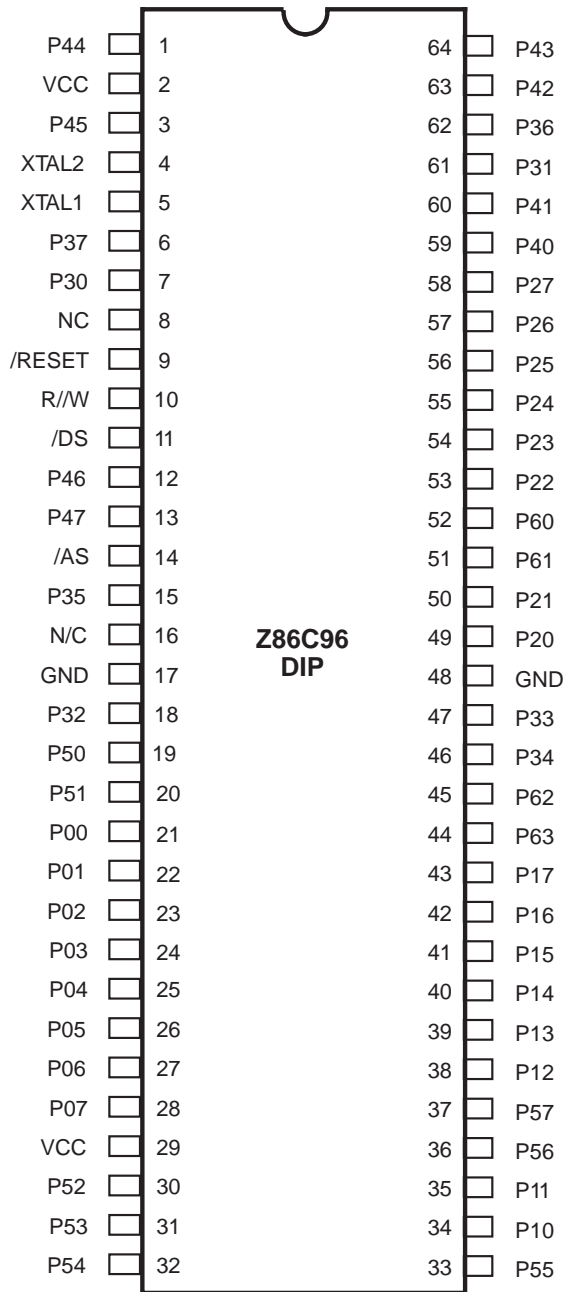 P44 1 64 P43
VCC 2 63 P42
P45 3 62 P36
XTAL2 4 61 P31
XTAL1 5 60 P41
P37 6 59 P40
P30 7 58 P27
NC 8 57 P26
/RESET 9 56 P25
R//W 10 55 P24
/DS 11 54 P23
P46 12 53 P22
P47 13 52 P60
/AS 14 51 P61
P35 15 50 P21
N/C 16 Z86C96 49 P20
GND 17 DIP 48 GND
P32 18 47 P33
P50 19 46 P34
P51 20 45 P62
P00 21 44 P63
P01 22 43 P17
P02 23 42 P16
P03 24 41 P15
P04 25 40 P14
P05 26 39 P13
P06 27 38 P12
P07 28 37 P57
VCC 29 36 P56
P52 30 35 P11
P53 31 34 P10
P54 32 33 P55